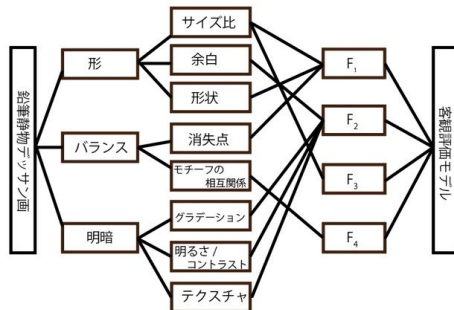 鉛筆静物デッサン画
形
バランス
明暗
サイズ比
余白
形状
消失点
モチーフの
相互関係
グラデーション
明るさ /
コントラスト
テクスチャ
F₁
F₂
F₃
F₄
客観評価モデル